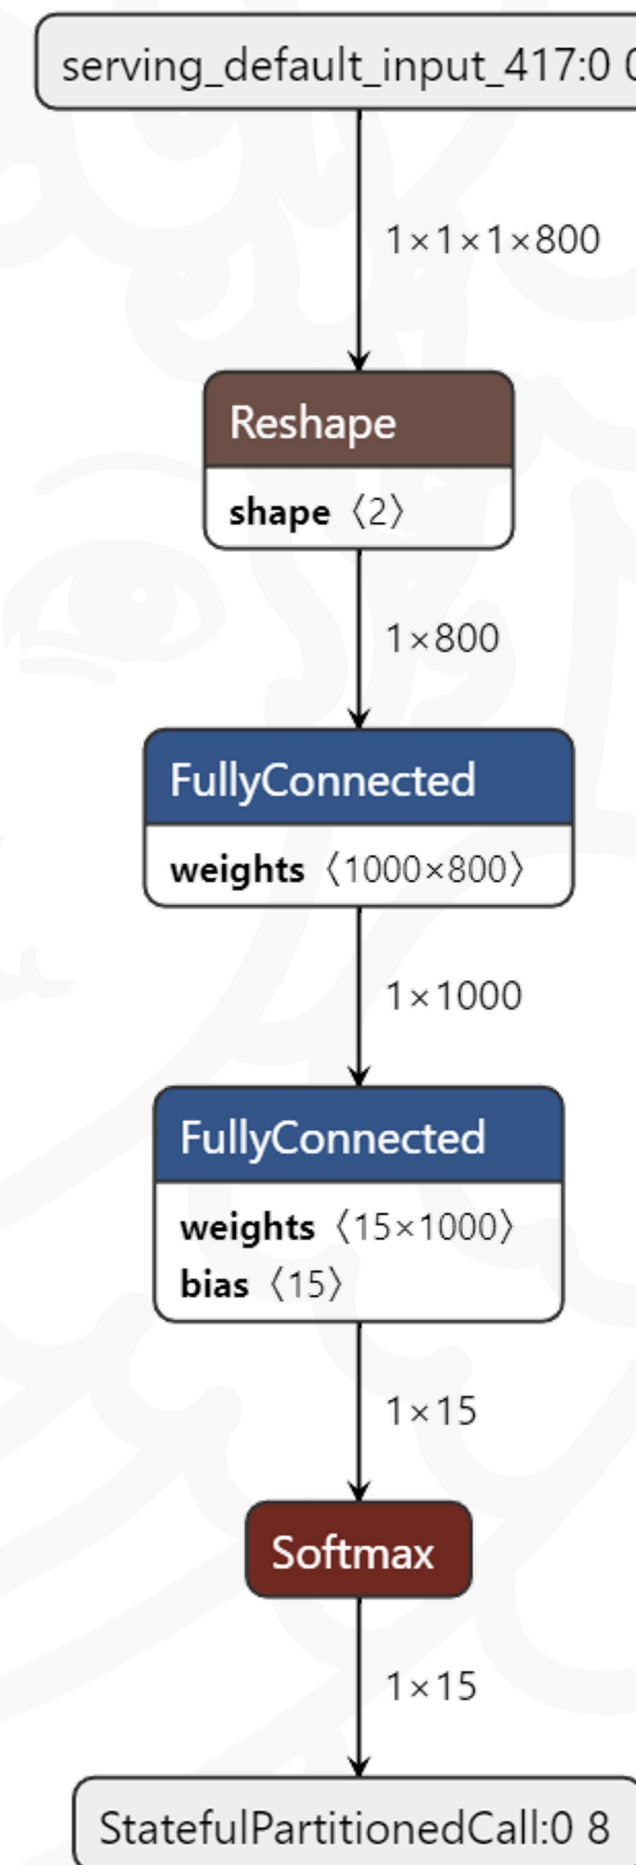 serving_default_input_417:0 0
1×1×1×800
Reshape
shape ⟨2⟩
1×800
FullyConnected
weights ⟨1000×800⟩
1×1000
FullyConnected
weights ⟨15×1000⟩
bias ⟨15⟩
1×15
Softmax
1×15
StatefulPartitionedCall:0 8